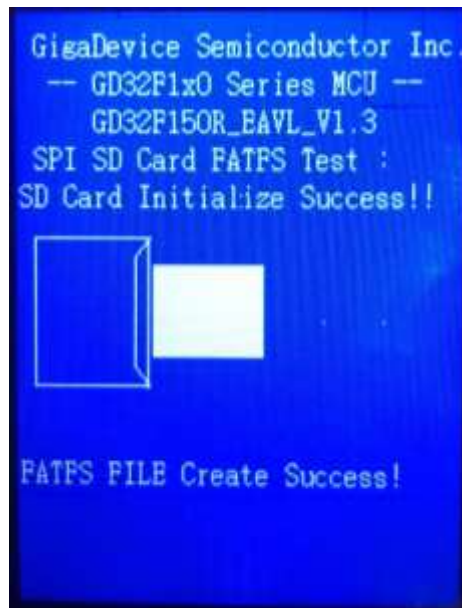 GigaDevice Semiconductor Inc.
-- GD32F1x0 Series MCU --
GD32F150R_EAVL_V1.3
SPI SD Card FATFS Test :
SD Card Initialize Success!!
FATFS FILE Create Success!